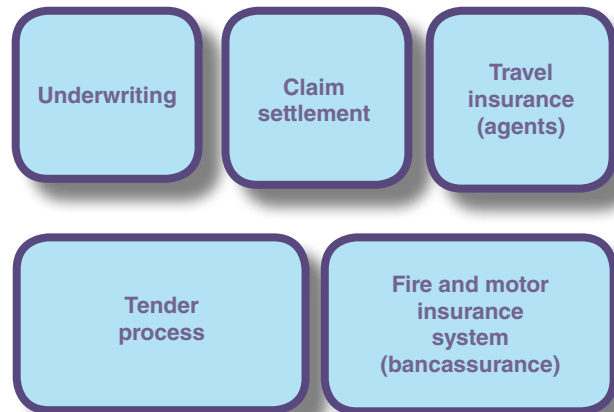 Underwriting
Claim
settlement
Travel
insurance
(agents)
Tender
process
Fire and motor
insurance
system
(bancassurance)